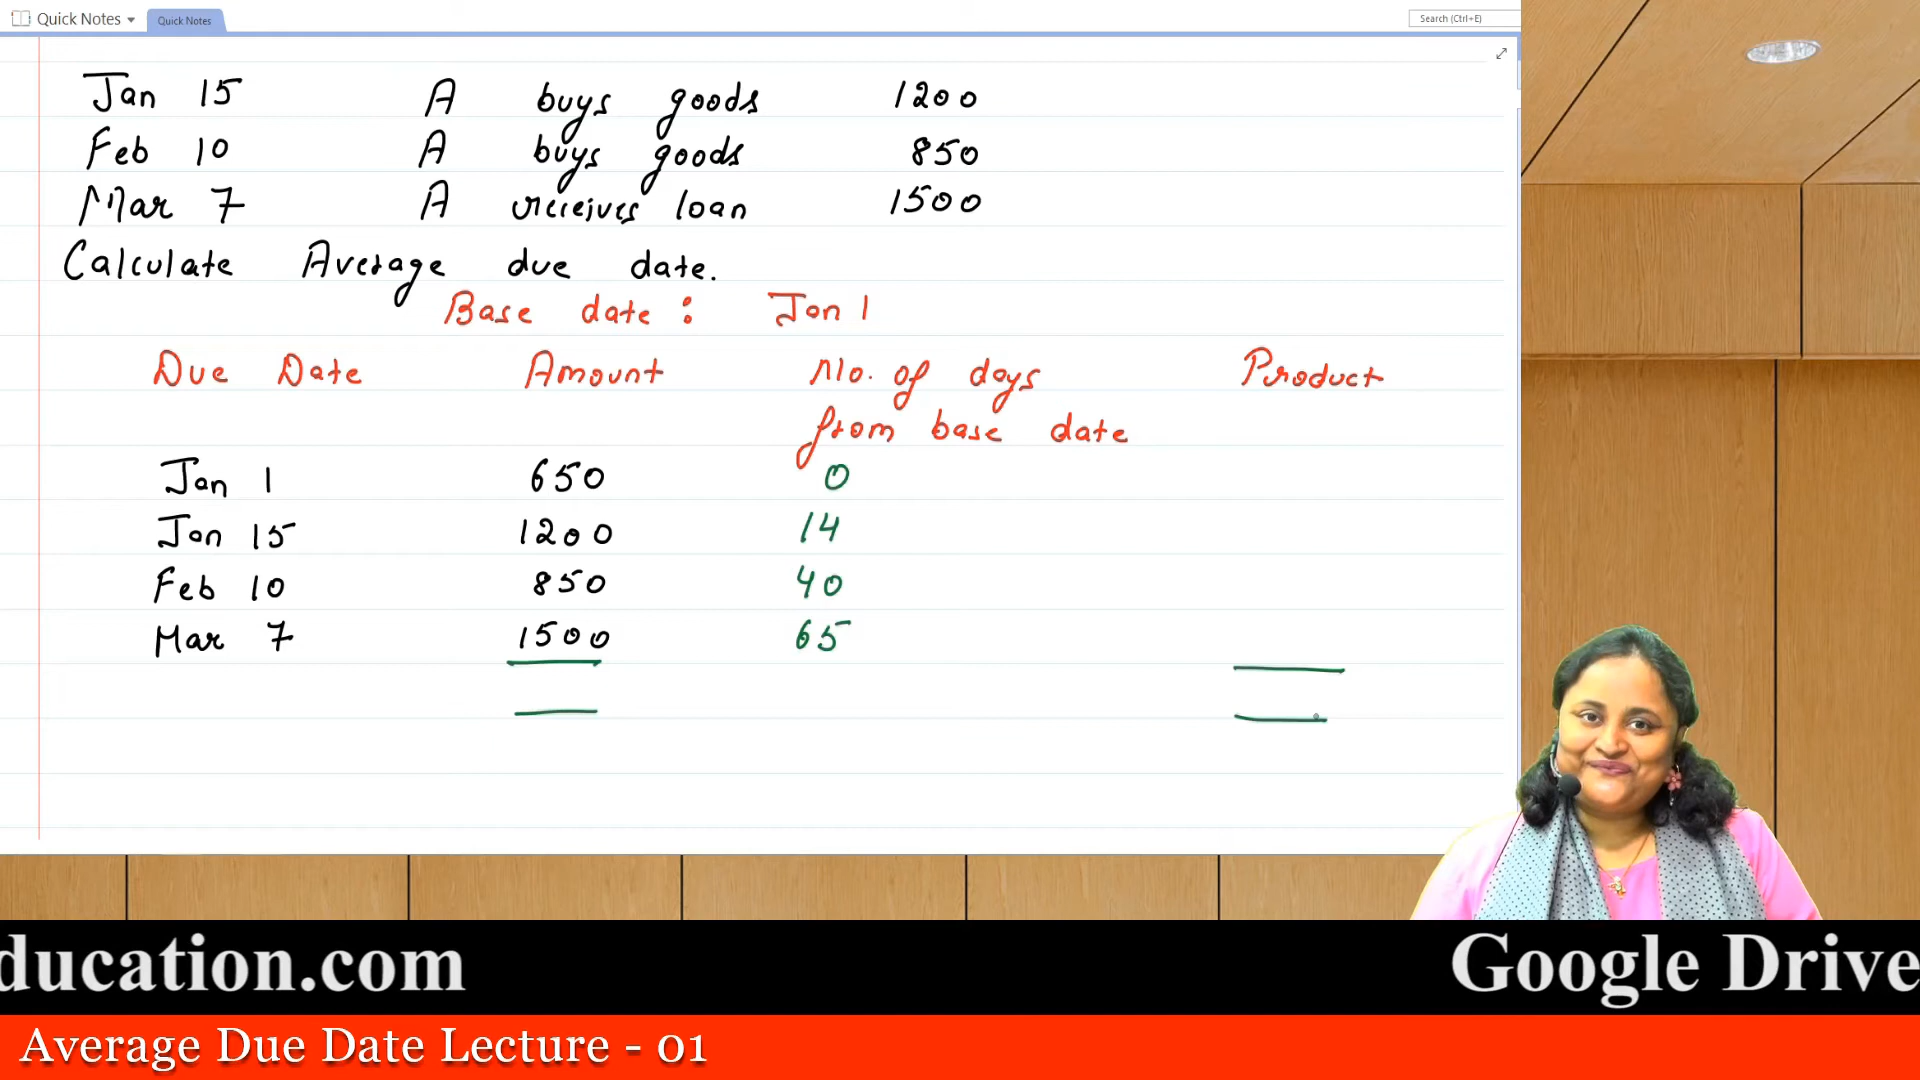 Quick Notes
Quick Notes
Search (Ctrl+E)
Jan 15 A buys goods 1200
Feb 10 A buys goods 850
Mar 7 A receives loan 1500
Calculate Average due date.
Base date : Jan 1
Due Date Amount No. of days from base date Product
Jan 1 650 0
Jan 15 1200 14
Feb 10 850 40
Mar 7 1500 65
ducation.com Google Drive
Average Due Date Lecture - 01